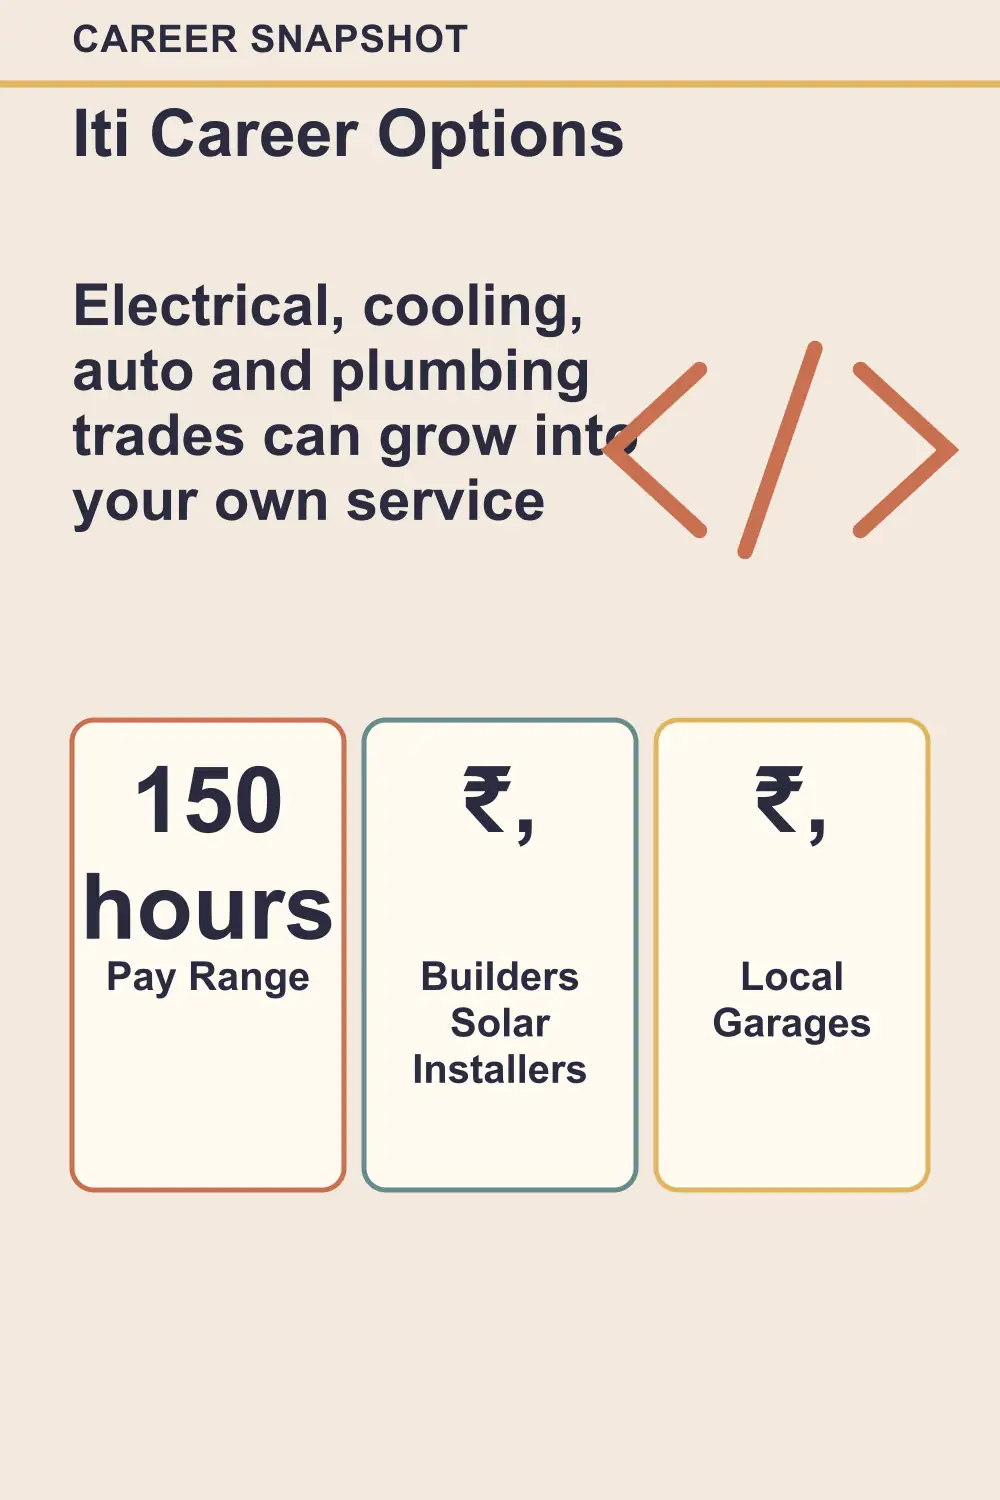 CAREER SNAPSHOT
Iti Career Options
Electrical, cooling,
auto and plumbing
trades can grow into
your own service
150
hours
Pay Range
₹,
Builders
Solar
Installers
₹,
Local
Garages